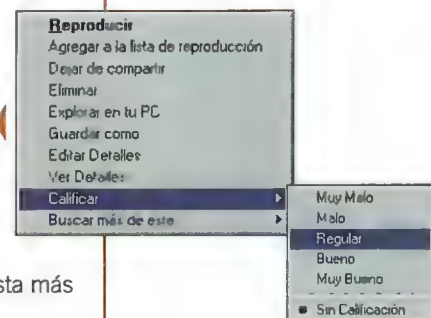 Reproducir
Agregar a la lista de reproducción
Dejar de compartir
Eliminar
Explorar en tu PC
Guardar como
Editar Detalles
Ver Detalles
Calificar
Buscar más de este
Muy Malo
Malo
Regular
Bueno
Muy Bueno
Sin Calificación
sta más